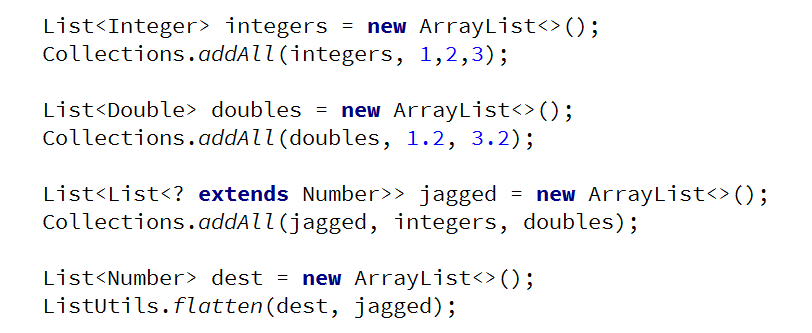 List<Integer> integers = new ArrayList<>();
Collections.addAll(integers, 1,2,3);
List<Double> doubles = new ArrayList<>();
Collections.addAll(doubles, 1.2, 3.2);
List<List<? extends Number>> jagged = new ArrayList<>();
Collections.addAll(jagged, integers, doubles);
List<Number> dest = new ArrayList<>();
ListUtils.flatten(dest, jagged);